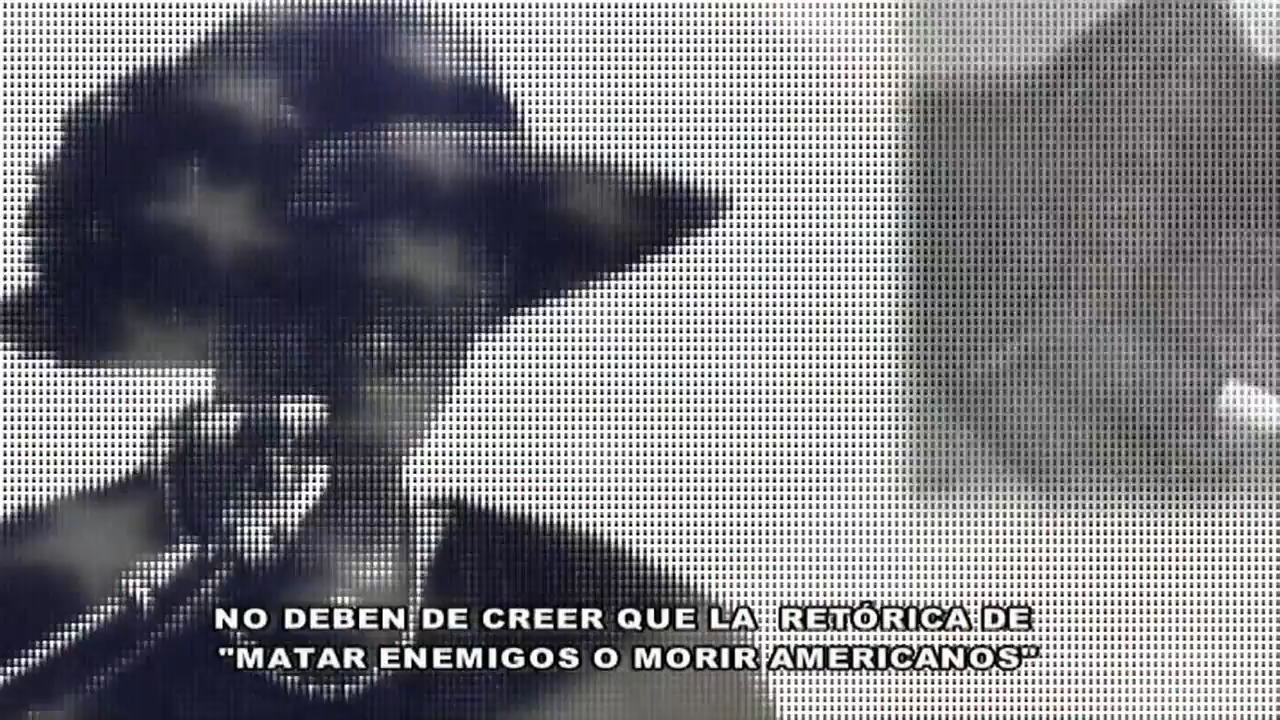 NO DEBEN DE CREER QUE LA RETÓRICA DE
"MATAR ENEMIGOS O MORIR AMERICANOS"